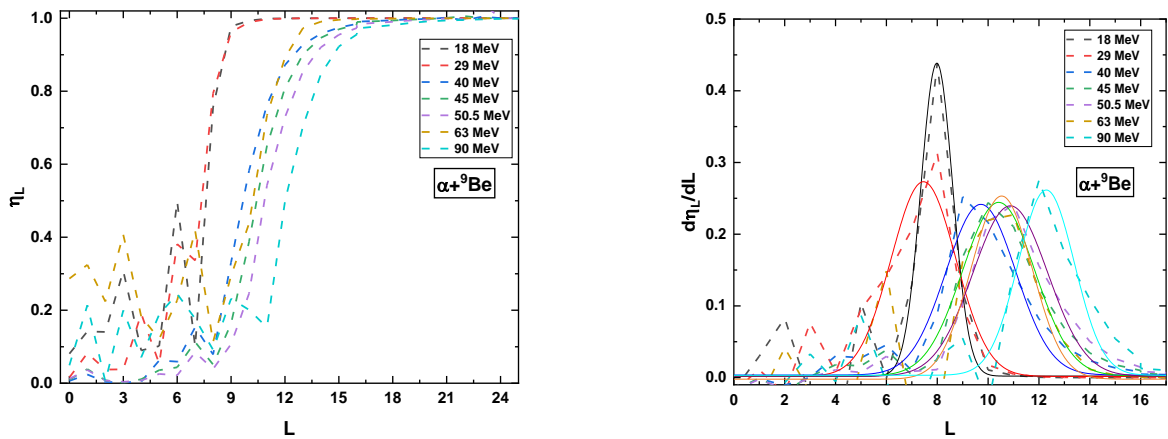 1.0
0.8
0.6
0.4
0.2
0.0
η_L
0 3 6 9 12 15 18 21 24
L
18 MeV
29 MeV
40 MeV
45 MeV
50.5 MeV
63 MeV
90 MeV
α+⁹Be
0.5
0.4
0.3
0.2
0.1
0.0
dη_L/dL
0 2 4 6 8 10 12 14 16
L
18 MeV
29 MeV
40 MeV
45 MeV
50.5 MeV
63 MeV
90 MeV
α+⁹Be